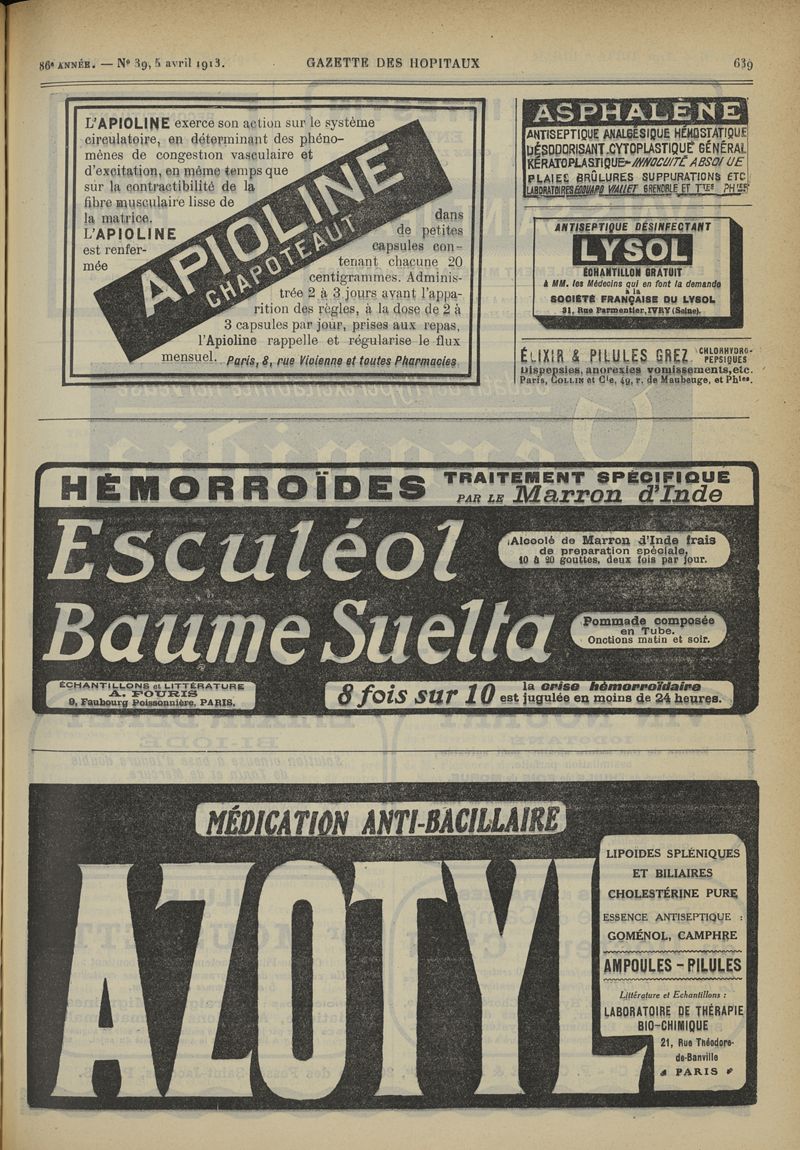 86e ANNÉE. — No 39, 5 avril 1913.
GAZETTE DES HOPITAUX
639
L'APIOLINE exerce son action sur le système
circulatoire, en déterminant des phéno-
mènes de congestion vasculaire et
d'excitation, en même temps que
sur la contractibilité de la
fibre musculaire lisse de
la matrice.
L'APIOLINE
est renfer-
mée
APIOLINE
CHAPOTEAUT
dans
de petites
capsules con-
tenant chacune 20
centigrammes. Adminis-
trée 2 à 3 jours avant l'appa-
rition des règles, à la dose de 2 à
3 capsules par jour, prises aux repas,
l'Apioline rappelle et régularise le flux
mensuel.
Paris, 8, rue Vivienne et toutes Pharmacies
ASPHALÈNE
ANTISEPTIQUE ANALGÉSIQUE HÉMOSTATIQUE
DÉSODORISANT.CYTOPLASTIQUE GÉNÉRAL
KÉRATOPLASTIQUE-INNOCUITÉ ABSOLUE
PLAIES BRÛLURES SUPPURATIONS ETC
LABORATOIRES EDOUARD VIALLET GRENOBLE ET Ttes PHies
ANTISEPTIQUE DÉSINFECTANT
LYSOL
ÉCHANTILLON GRATUIT
à MM. les Médecins qui en font la demande
à la
SOCIÉTÉ FRANÇAISE DU LYSOL
31, Rue Parmentier, IVRY (Seine).
ÉLIXIR & PILULES GREZ CHLORHYDRO-
PEPSIQUES
Dispepsies, anorexies vomissements, etc.
Paris, COLLIN et Cie, 49, r. de Maubeuge, et Phies.
HÉMORROÏDES
TRAITEMENT SPÉCIFIQUE
PAR LE Marron d'Inde
Esculéol
Alcoolé de Marron d'Inde frais
de preparation spéciale.
10 à 20 gouttes, deux fois par jour.
Baume Suelta
Pommade composée
en Tube.
Onctions matin et soir.
ÉCHANTILLONS et LITTÉRATURE
A. FOURIS
9, Faubourg Poissonnière, PARIS.
8 fois sur 10
la crise hémorroïdaire
est jugulée en moins de 24 heures.
MÉDICATION ANTI-BACILLAIRE
AZOTYL
LIPOÏDES SPLÉNIQUES
ET BILIAIRES
CHOLESTÉRINE PURE
ESSENCE ANTISEPTIQUE :
GOMÉNOL, CAMPHRE
AMPOULES - PILULES
Littérature et Echantillons :
LABORATOIRE DE THÉRAPIE
BIO-CHIMIQUE
21, Rue Théodore-
de-Banville
PARIS